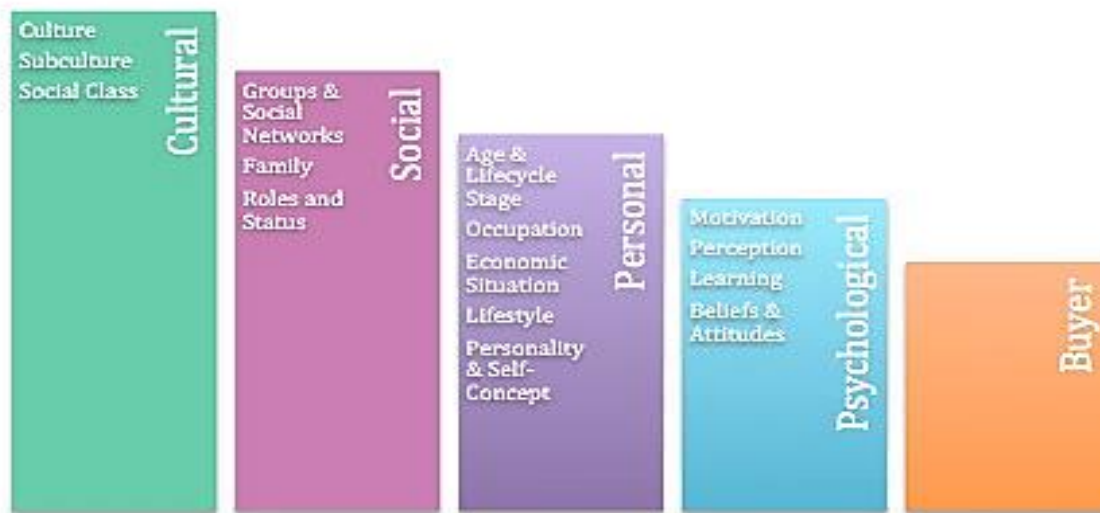 Culture
Subculture
Social Class
Cultural
Groups &
Social
Networks
Family
Roles and
Status
Social
Age &
Lifecycle
Stage
Occupation
Economic
Situation
Lifestyle
Personality
& Self-
Concept
Personal
Motivation
Perception
Learning
Beliefs &
Attitudes
Psychological
Buyer